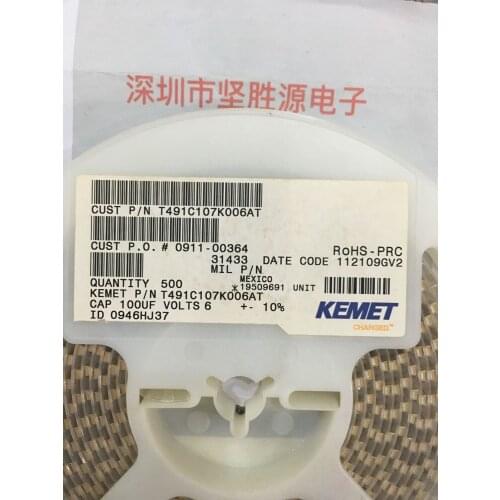 深圳市坚胜源电子
CUST P/N T491C107K006AT
CUST P.O. # 0911-00364
RoHS-PRC
31433 DATE CODE 112109GV2
MIL P/N
MEXICO
QUANTITY 500 *19509691 UNIT
KEMET P/N T491C107K006AT
CAP 100UF VOLTS 6 +- 10%
ID 0946HJ37
KEMET
CHARGED.™